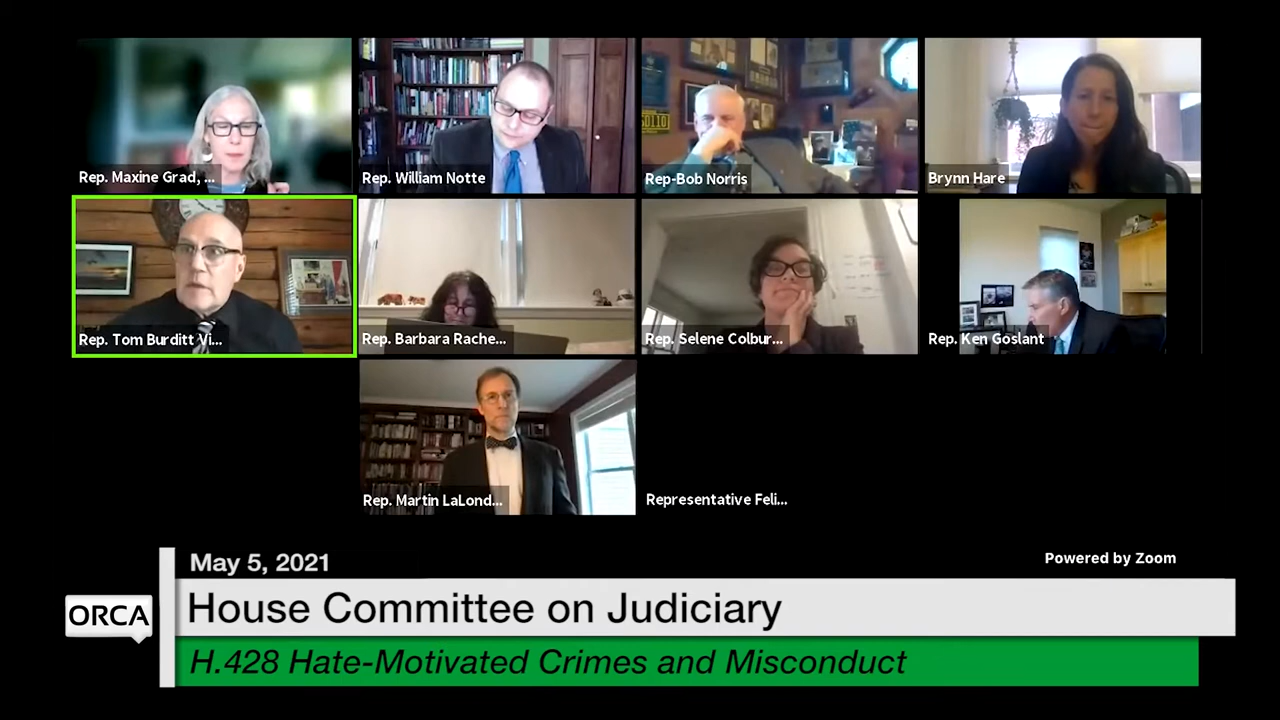 Rep. Maxine Grad, ...
Rep. William Notte
Rep-Bob Norris
Brynn Hare
Rep. Tom Burditt Vi...
Rep. Barbara Rache...
Rep. Selene Colbur...
Rep. Ken Goslant
Rep. Martin LaLond...
Representative Feli...
May 5, 2021
Powered by Zoom
ORCA
House Committee on Judiciary
H.428 Hate-Motivated Crimes and Misconduct